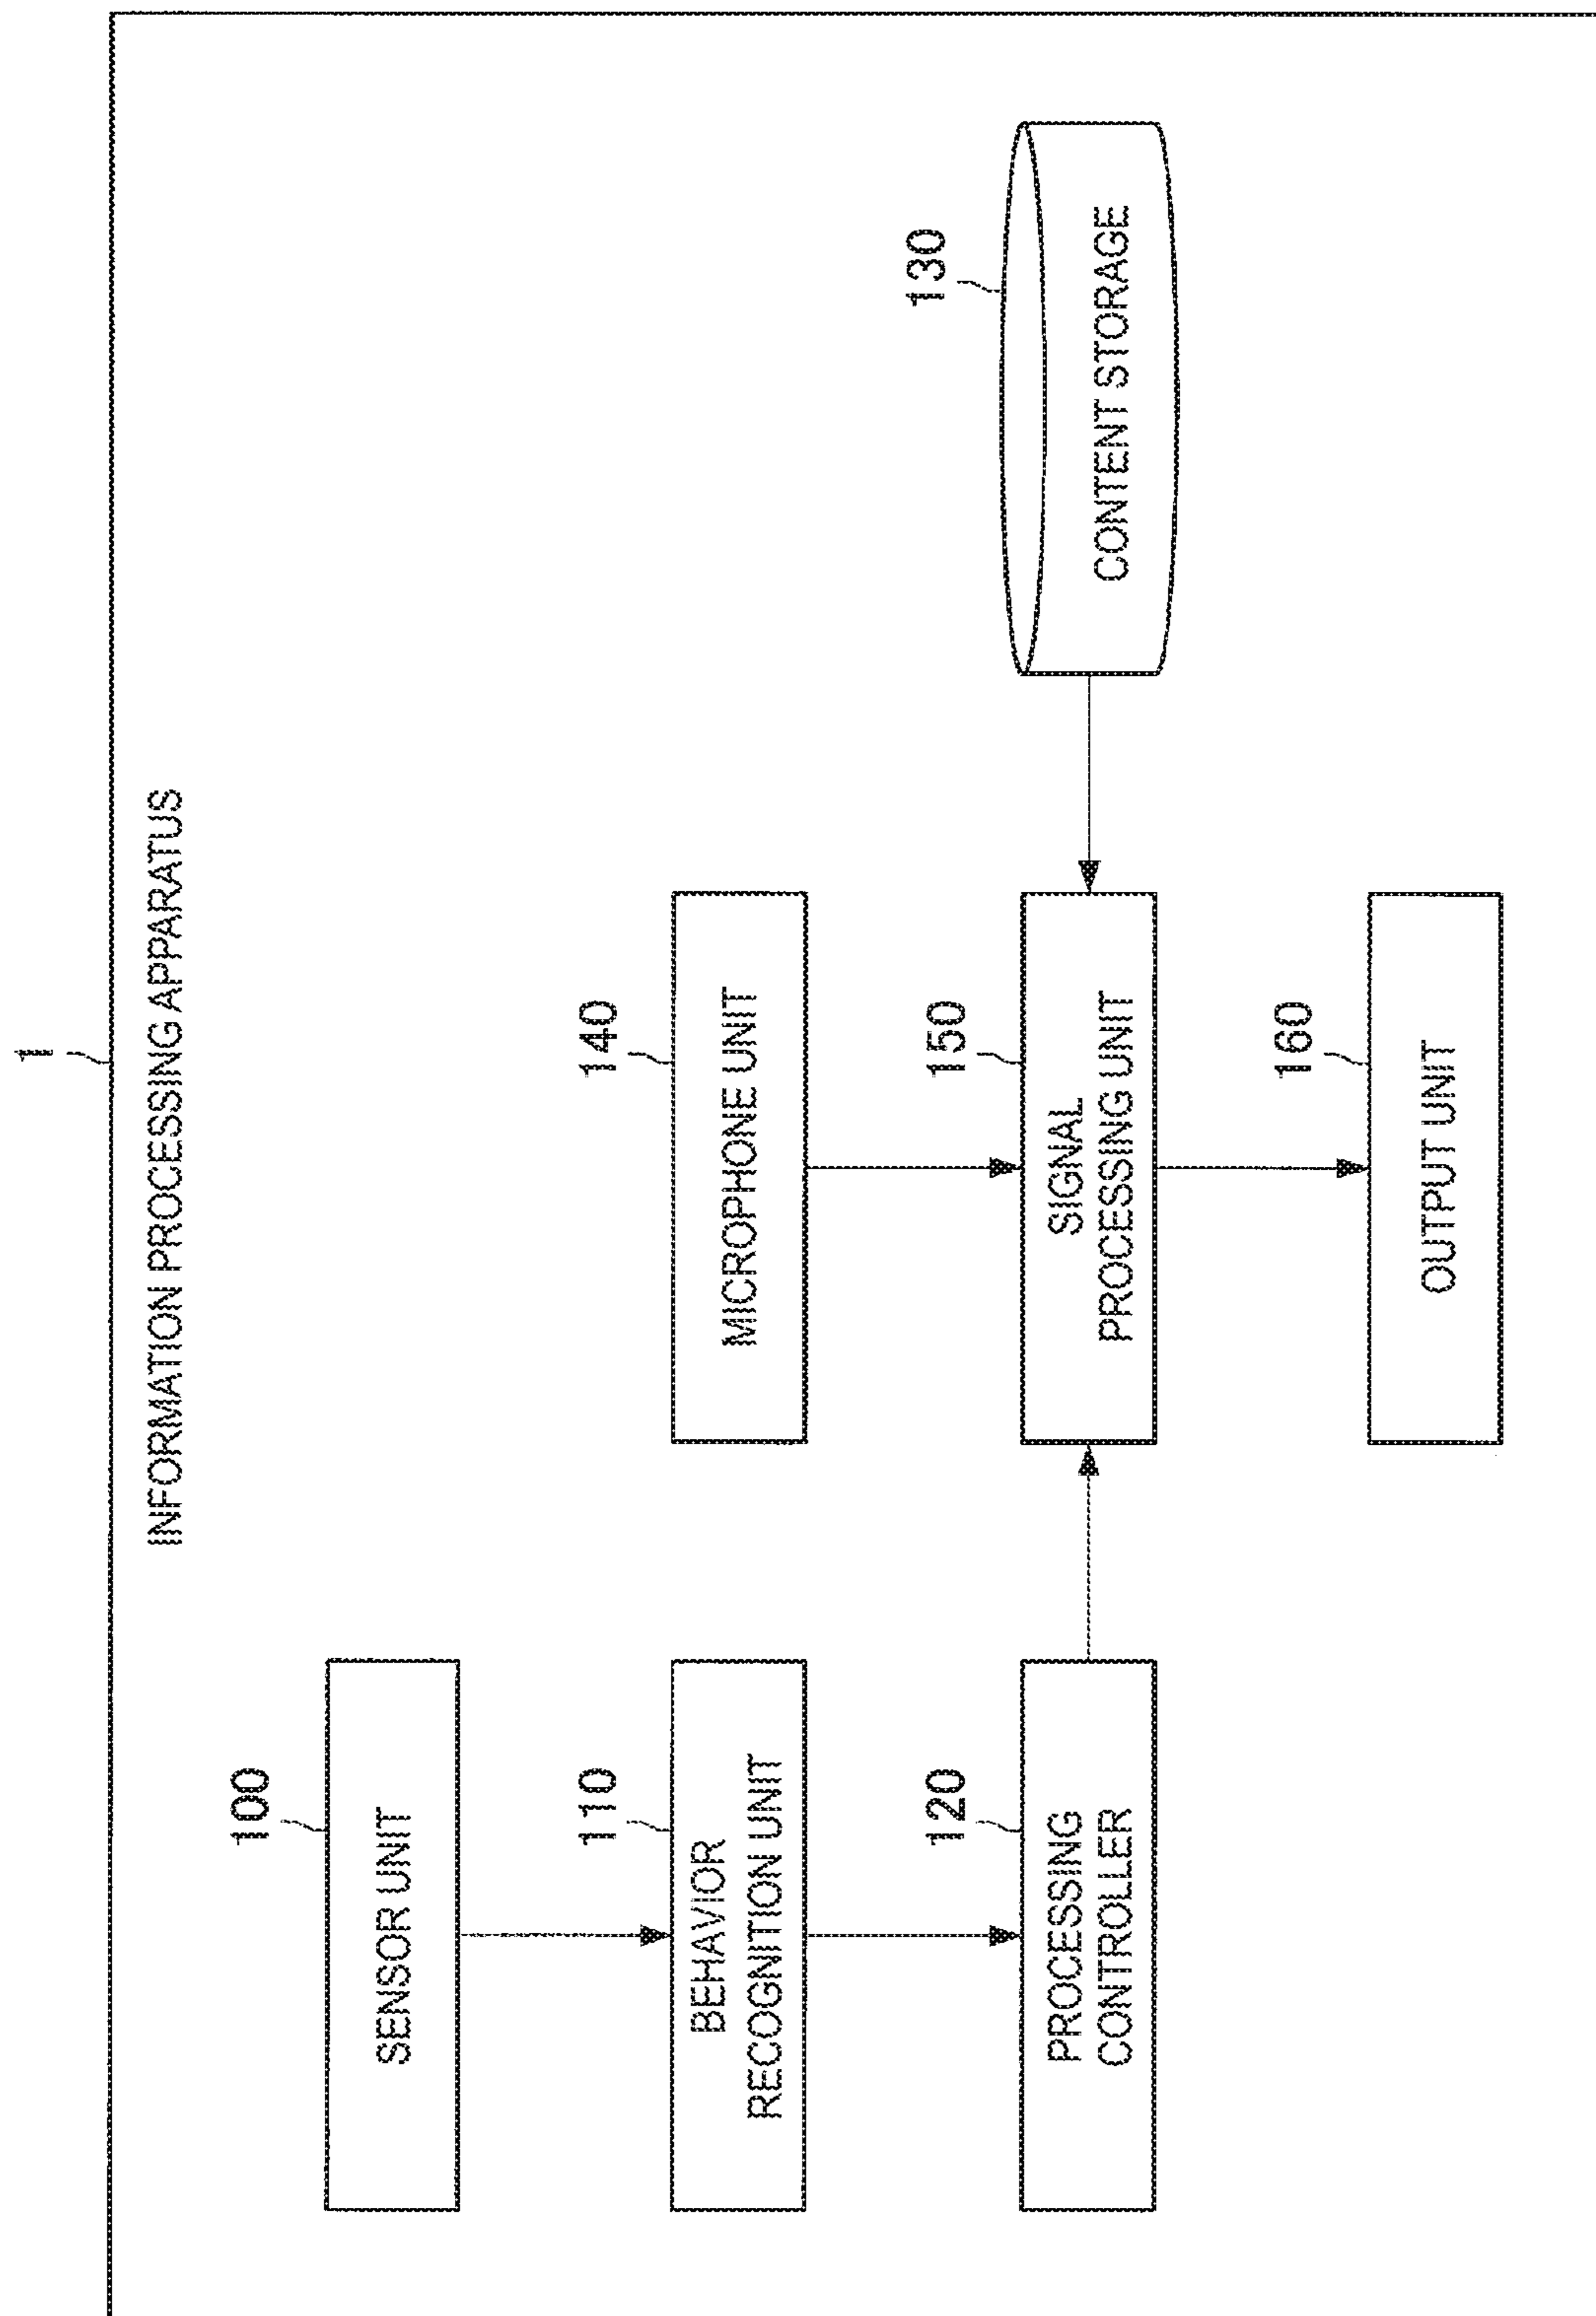 1
INFORMATION PROCESSING APPARATUS
100
SENSOR UNIT
110
BEHAVIOR
RECOGNITION UNIT
120
PROCESSING
CONTROLLER
140
MICROPHONE UNIT
150
SIGNAL
PROCESSING UNIT
160
OUTPUT UNIT
130
CONTENT STORAGE